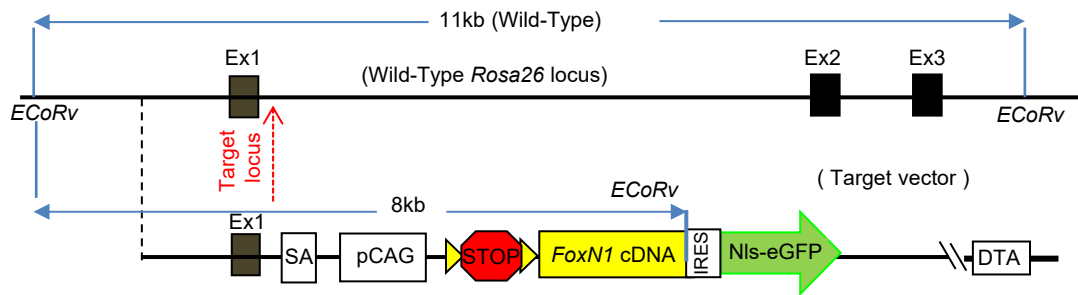 11kb (Wild-Type)
Ex1
(Wild-Type Rosa26 locus)
Ex2
Ex3
ECoRv
ECoRv
Target
locus
( Target vector )
ECoRv
8kb
Ex1
SA
pCAG
STOP
FoxN1 cDNA
IRES
Nls-eGFP
DTA